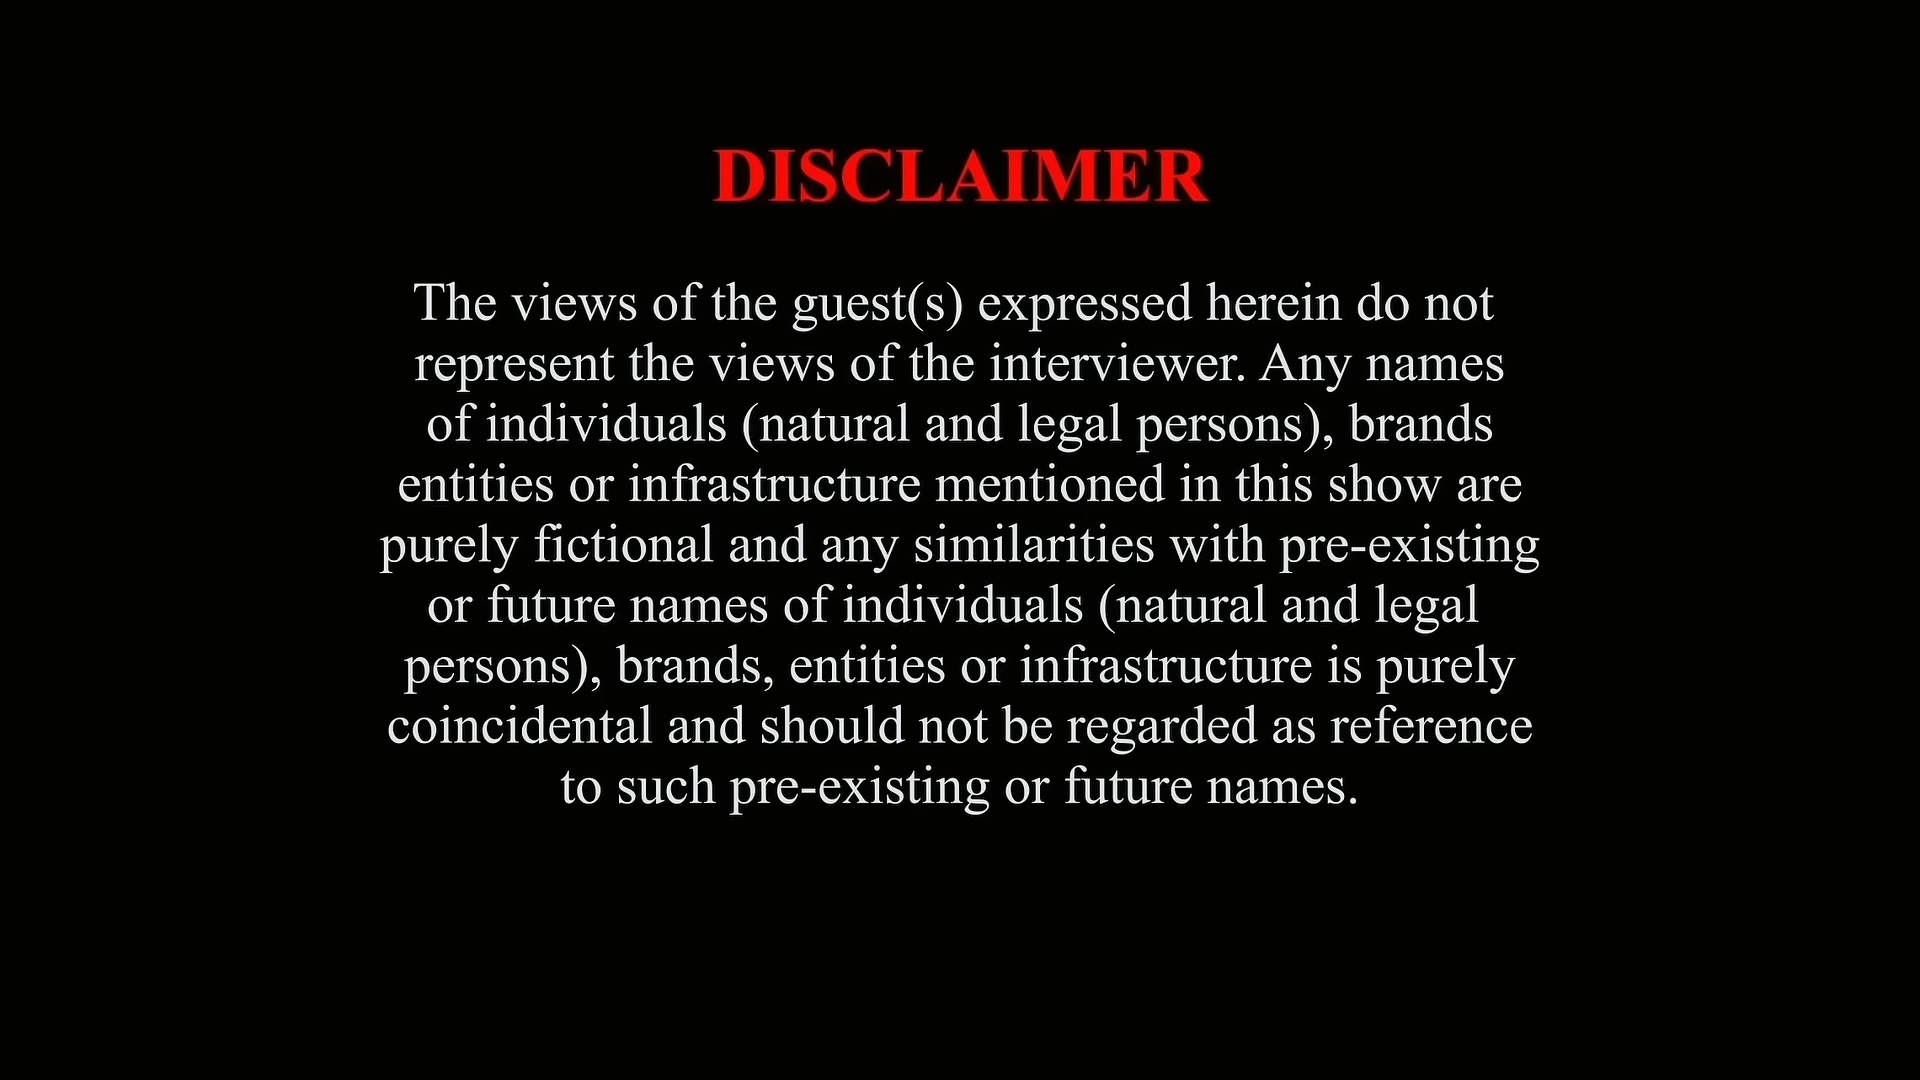 DISCLAIMER
The views of the guest(s) expressed herein do not
represent the views of the interviewer. Any names
of individuals (natural and legal persons), brands
entities or infrastructure mentioned in this show are
purely fictional and any similarities with pre-existing
or future names of individuals (natural and legal
persons), brands, entities or infrastructure is purely
coincidental and should not be regarded as reference
to such pre-existing or future names.